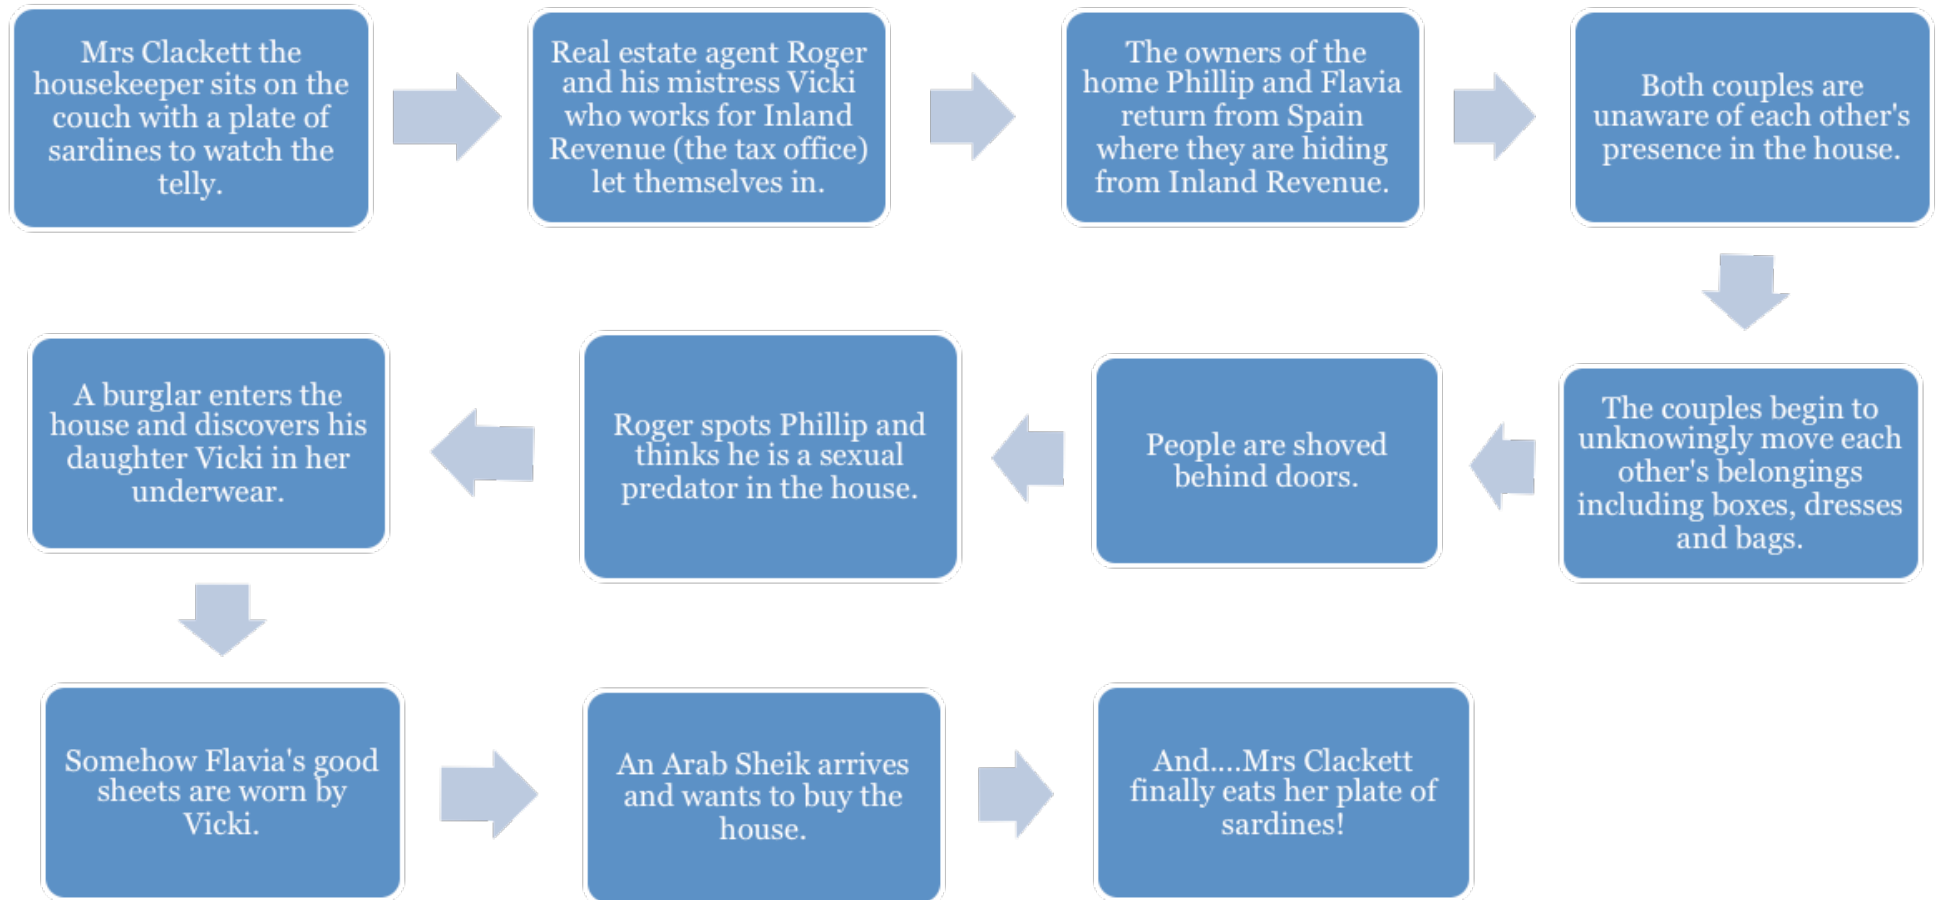 Mrs Clackett the
housekeeper sits on the
couch with a plate of
sardines to watch the
telly.
Real estate agent Roger
and his mistress Vicki
who works for Inland
Revenue (the tax office)
let themselves in.
The owners of the
home Phillip and Flavia
return from Spain
where they are hiding
from Inland Revenue.
Both couples are
unaware of each other's
presence in the house.
The couples begin to
unknowingly move each
other's belongings
including boxes, dresses
and bags.
People are shoved
behind doors.
Roger spots Phillip and
thinks he is a sexual
predator in the house.
A burglar enters the
house and discovers his
daughter Vicki in her
underwear.
Somehow Flavia's good
sheets are worn by
Vicki.
An Arab Sheik arrives
and wants to buy the
house.
And....Mrs Clackett
finally eats her plate of
sardines!